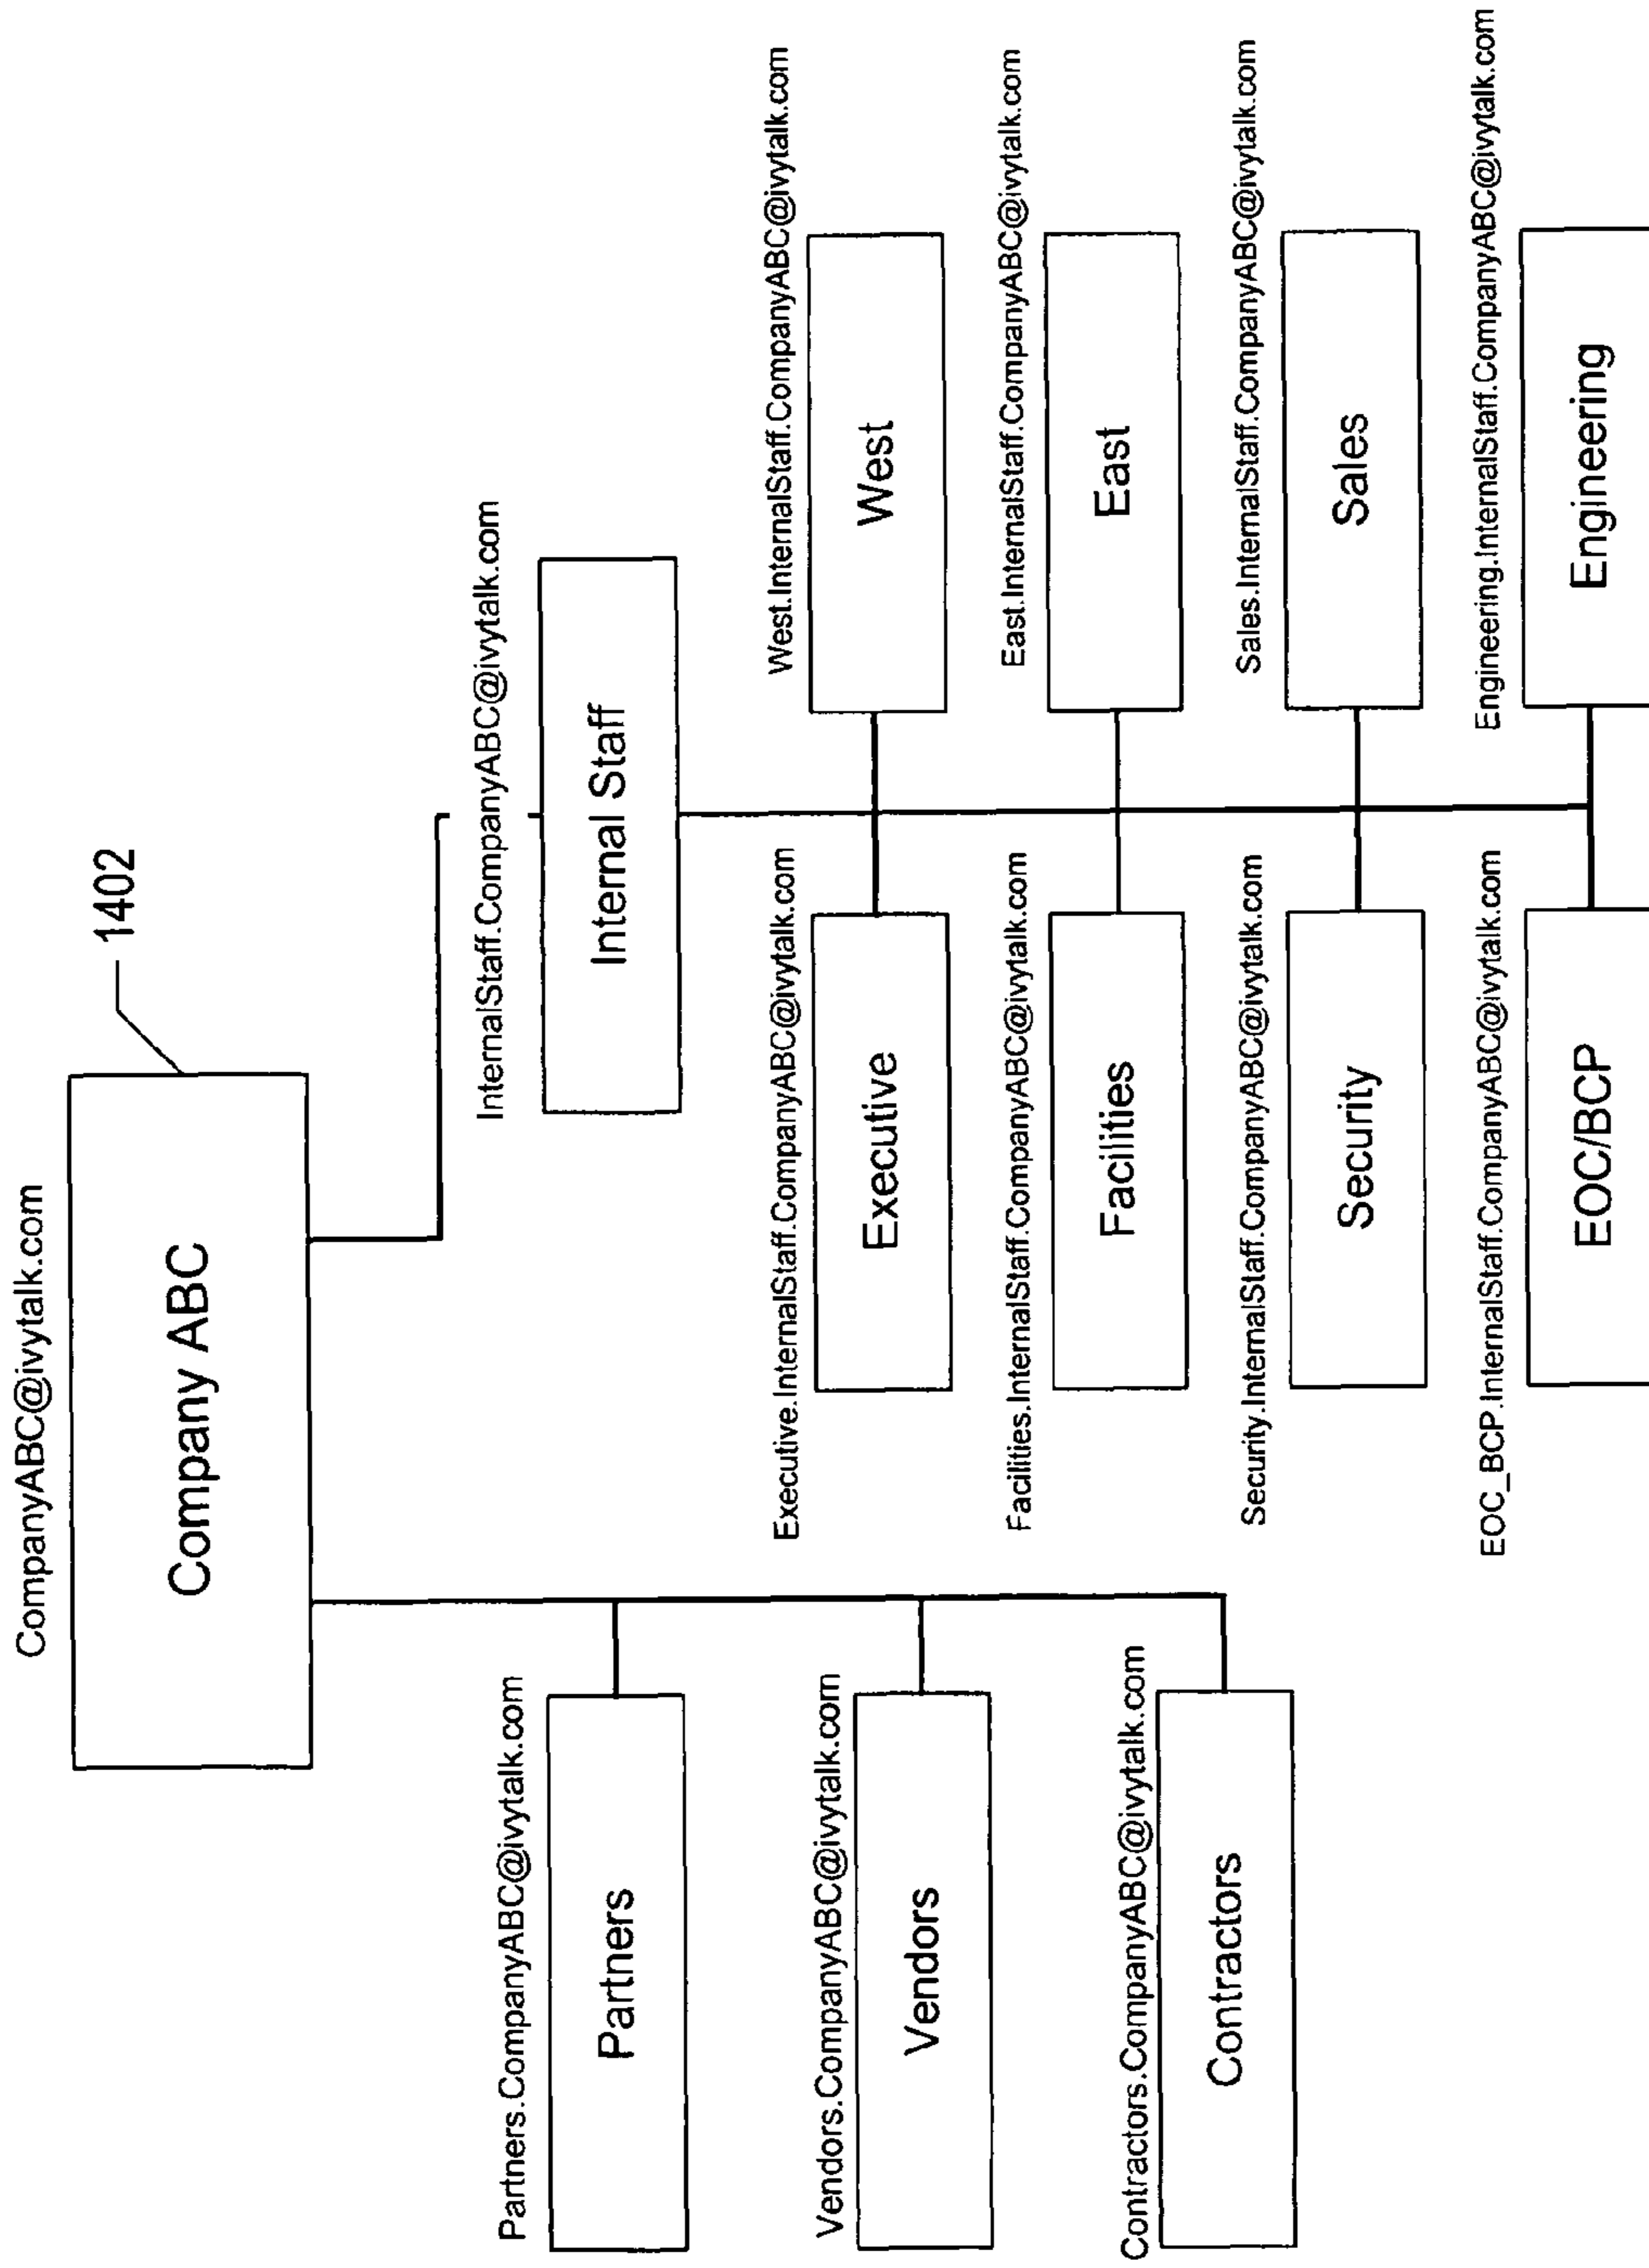 CompanyABC@ivytalk.com
1402
Company ABC
InternalStaff.CompanyABC@ivytalk.com
Internal Staff
Partners.CompanyABC@ivytalk.com
Partners
Vendors.CompanyABC@ivytalk.com
Vendors
Contractors.CompanyABC@ivytalk.com
Contractors
Executive.InternalStaff.CompanyABC@ivytalk.com
Executive
West.InternalStaff.CompanyABC@ivytalk.com
West
Facilities.InternalStaff.CompanyABC@ivytalk.com
Facilities
East.InternalStaff.CompanyABC@ivytalk.com
East
Security.InternalStaff.CompanyABC@ivytalk.com
Security
Sales.InternalStaff.CompanyABC@ivytalk.com
Sales
EOC_BCP.InternalStaff.CompanyABC@ivytalk.com
EOC/BCP
Engineering.InternalStaff.CompanyABC@ivytalk.com
Engineering